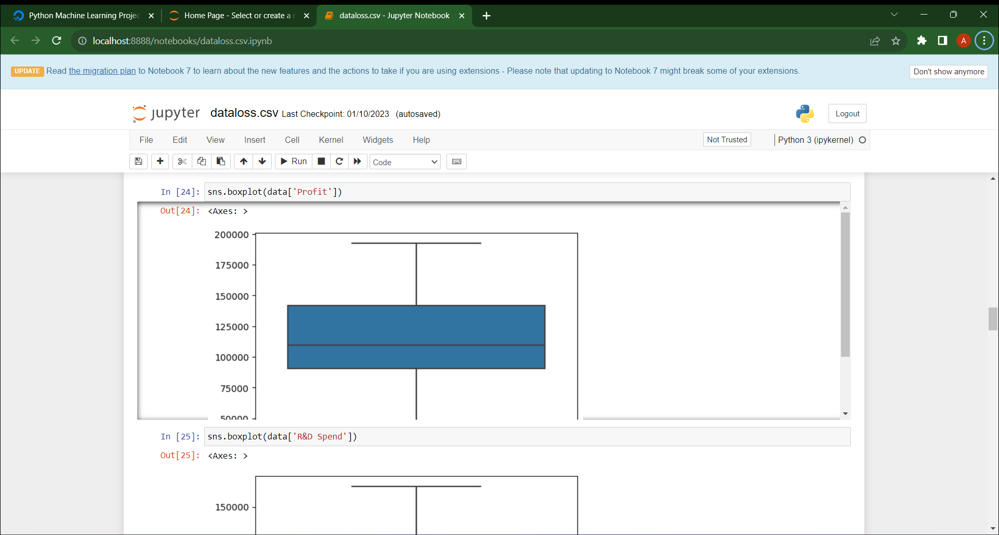 Python Machine Learning Projec
Home Page - Select or create a n
dataloss.csv - Jupyter Notebook
localhost:8888/notebooks/dataloss.csv.ipynb
A
UPDATE Read the migration plan to Notebook 7 to learn about the new features and the actions to take if you are using extensions - Please note that updating to Notebook 7 might break some of your extensions.
Don't show anymore
jupyter dataloss.csv Last Checkpoint: 01/10/2023 (autosaved)
Logout
File Edit View Insert Cell Kernel Widgets Help
Not Trusted
Python 3 (ipykernel)
Run
Code
In [24]: sns.boxplot(data['Profit'])
Out[24]: <Axes: >
200000
175000
150000
125000
100000
75000
50000
In [25]: sns.boxplot(data['R&D Spend'])
Out[25]: <Axes: >
150000